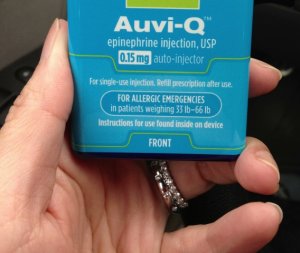 Auvi-Q™
epinephrine injection, USP
0.15 mg auto-injector
For single-use injection. Refill prescription after use.
FOR ALLERGIC EMERGENCIES
in patients weighing 33 lb–66 lb
Instructions for use found inside on device
FRONT